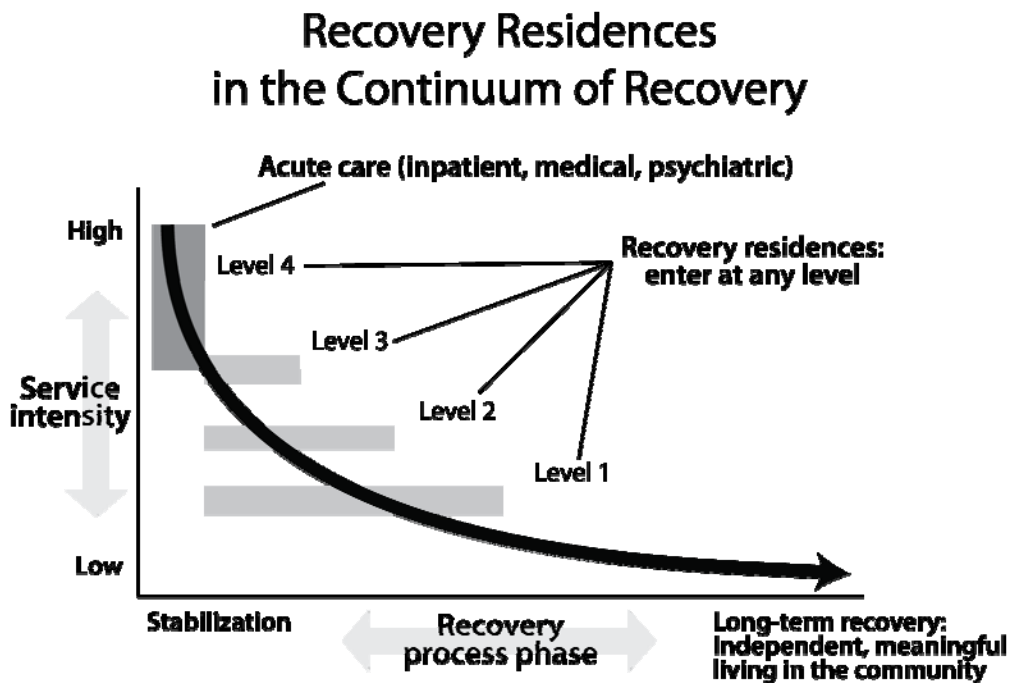 Recovery Residences
in the Continuum of Recovery
Acute care (inpatient, medical, psychiatric)
High
Level 4
Recovery residences:
enter at any level
Level 3
Service
intensity
Level 2
Level 1
Low
Stabilization
Recovery
process phase
Long-term recovery:
independent, meaningful
living in the community